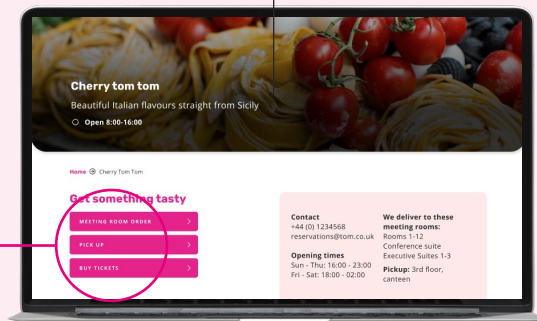 Cherry tom tom
Beautiful Italian flavours straight from Sicily
Open 8:00-16:00
Home Cherry Tom Tom
Get something tasty
MEETING ROOM ORDER
PICK UP
BUY TICKETS
Contact
+44 (0) 1234568
reservations@tom.co.uk
Opening times
Sun - Thu: 16:00 - 23:00
Fri - Sat: 18:00 - 02:00
We deliver to these
meeting rooms:
Rooms 1-12
Conference suite
Executive Suites 1-3
Pickup: 3rd floor,
canteen